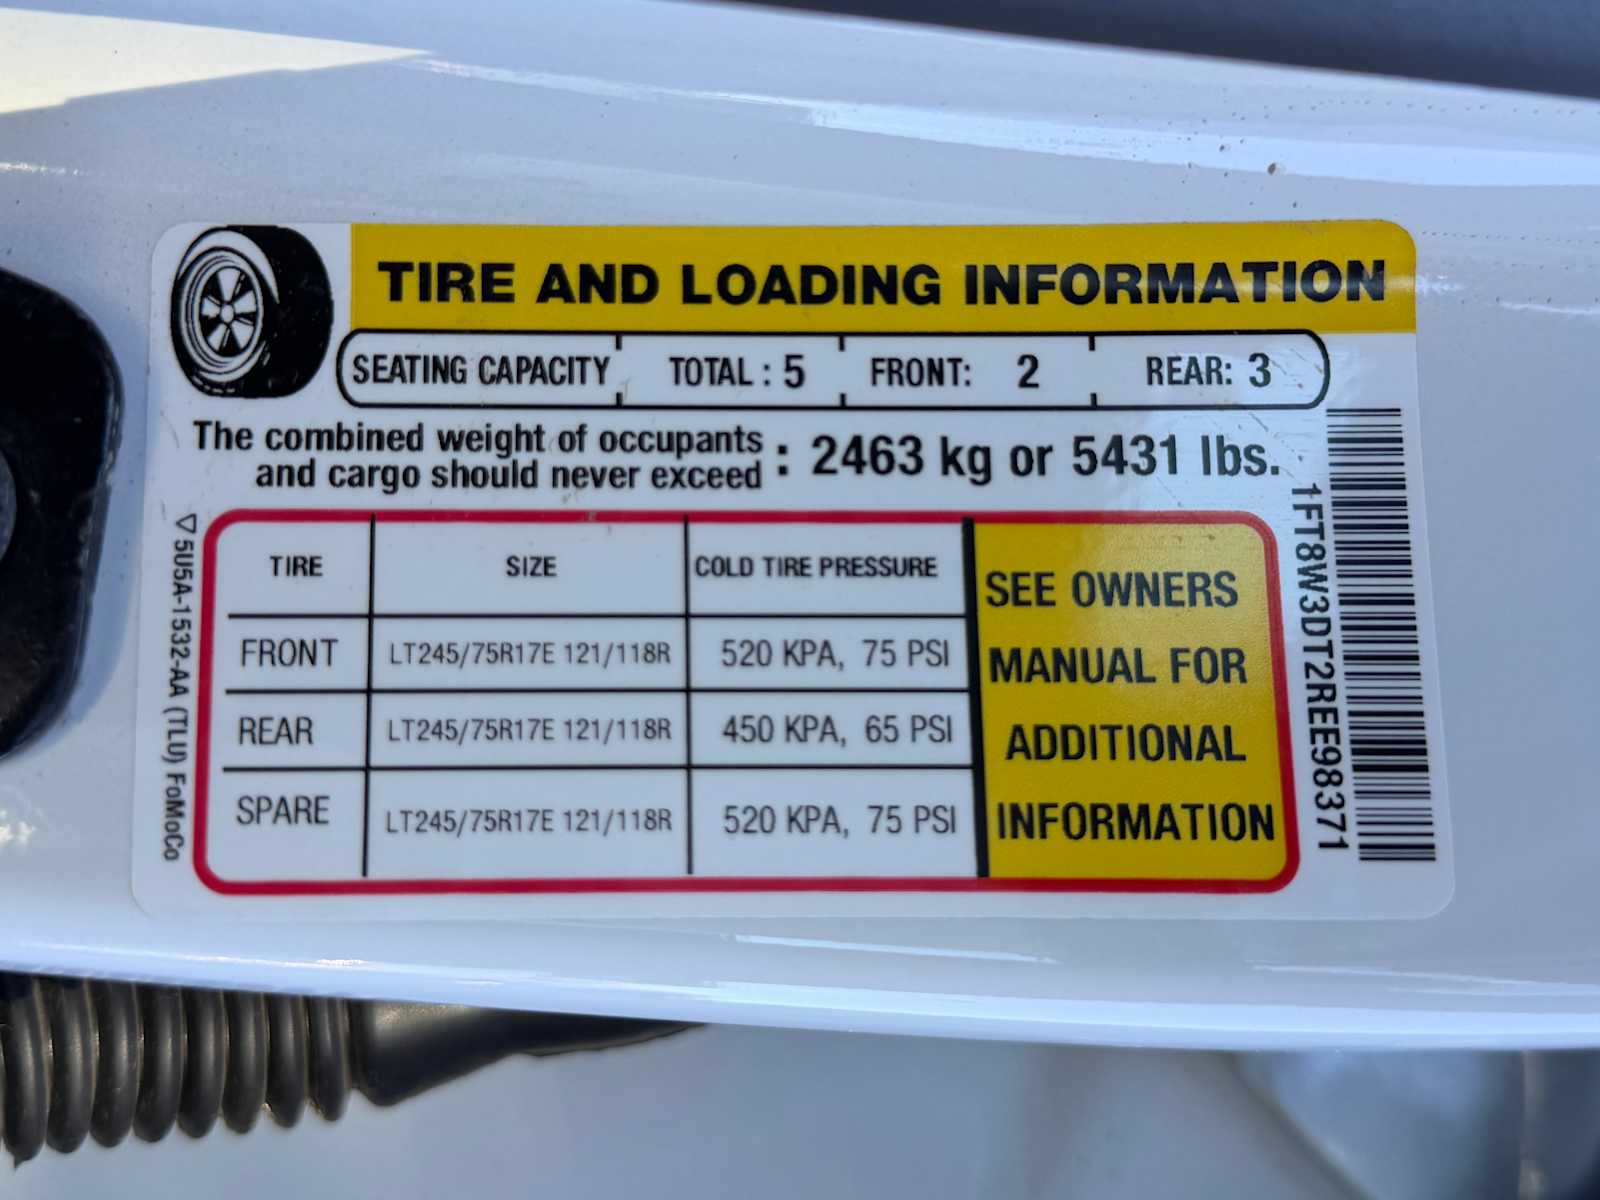 TIRE AND LOADING INFORMATION
SEATING CAPACITY TOTAL : 5 FRONT: 2 REAR: 3
The combined weight of occupants
and cargo should never exceed : 2463 kg or 5431 lbs.
TIRE SIZE COLD TIRE PRESSURE
FRONT LT245/75R17E 121/118R 520 KPA, 75 PSI
REAR LT245/75R17E 121/118R 450 KPA, 65 PSI
SPARE LT245/75R17E 121/118R 520 KPA, 75 PSI
SEE OWNERS
MANUAL FOR
ADDITIONAL
INFORMATION
1FT8W3DT2REE98371
5U5A-1532-AA (TLU) FoMoCo